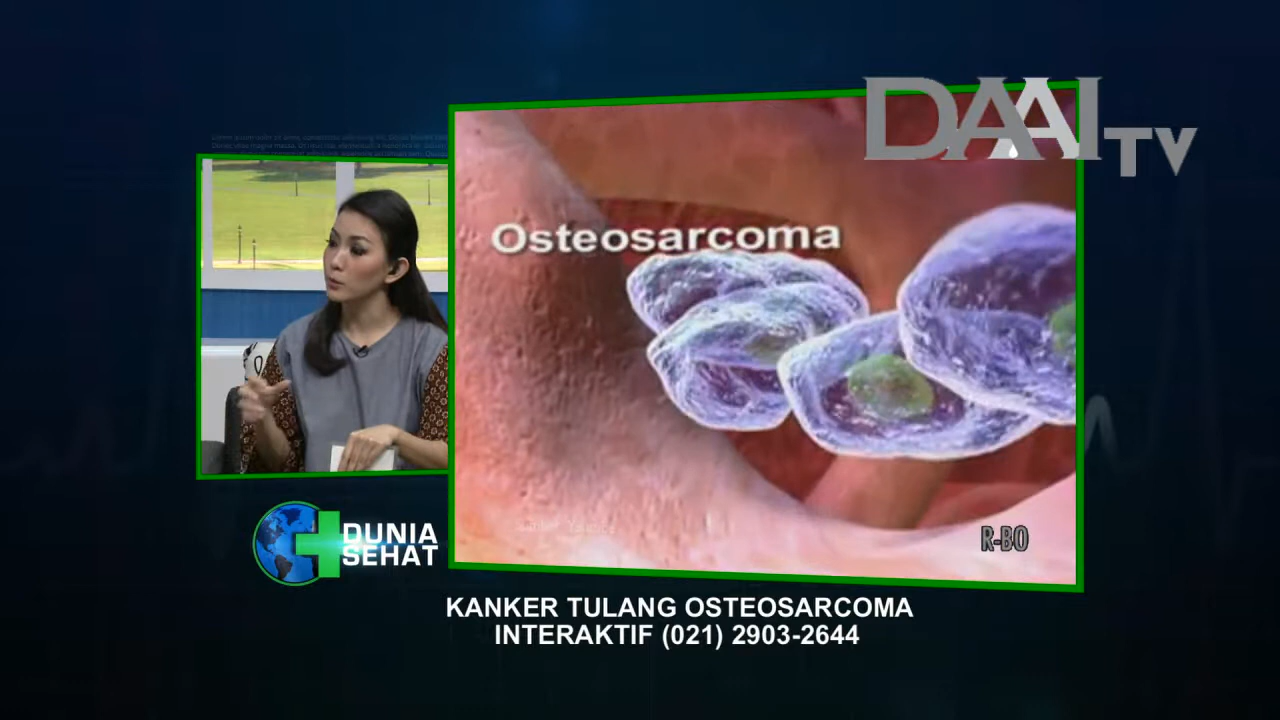 DAAI TV
Osteosarcoma
R-BO
DUNIA
SEHAT
KANKER TULANG OSTEOSARCOMA
INTERAKTIF (021) 2903-2644